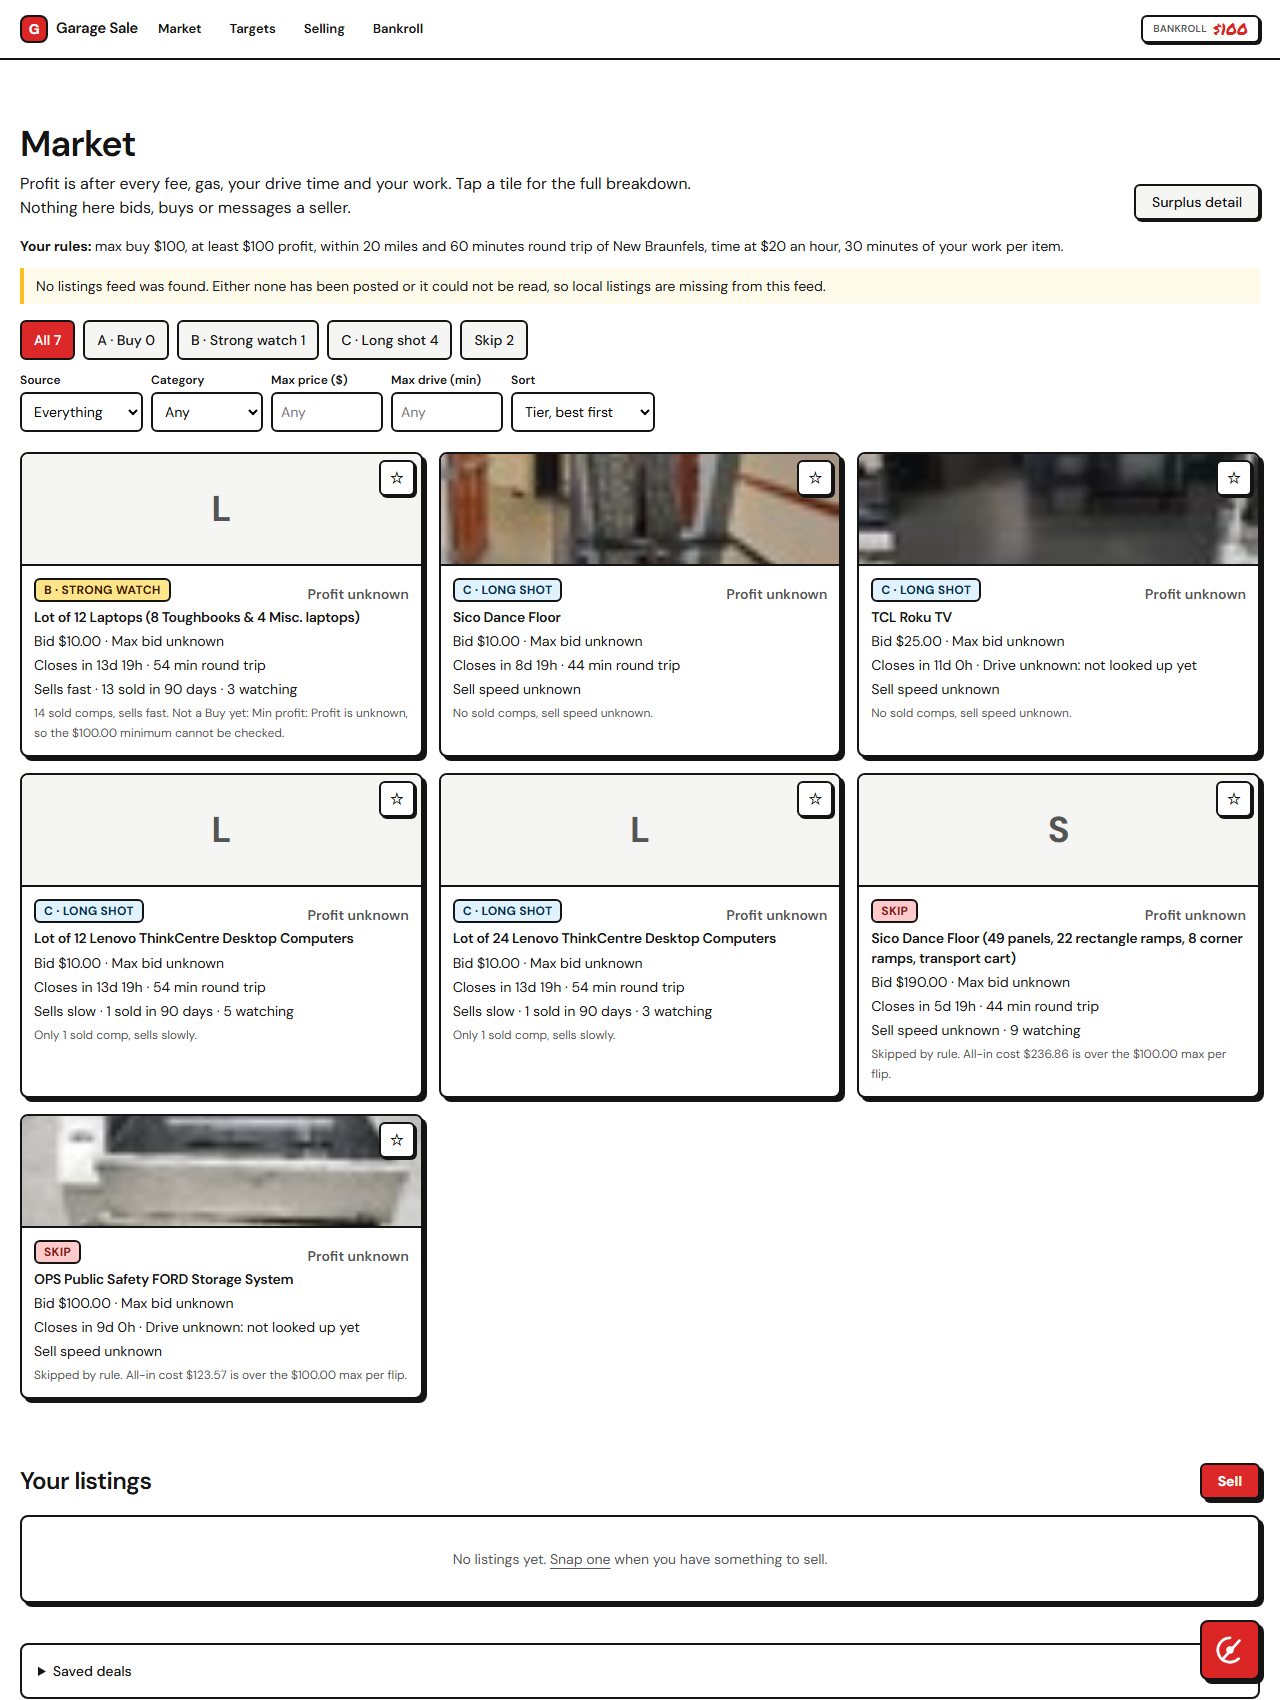 G Garage Sale Market Targets Selling Bankroll BANKROLL $100
Market
Profit is after every fee, gas, your drive time and your work. Tap a tile for the full breakdown.
Nothing here bids, buys or messages a seller.
Surplus detail
Your rules: max buy $100, at least $100 profit, within 20 miles and 60 minutes round trip of New Braunfels, time at $20 an hour, 30 minutes of your work per item.
No listings feed was found. Either none has been posted or it could not be read, so local listings are missing from this feed.
All 7 A · Buy 0 B · Strong watch 1 C · Long shot 4 Skip 2
Source Category Max price ($) Max drive (min) Sort
Everything Any Any Any Tier, best first
L
B · STRONG WATCH Profit unknown
Lot of 12 Laptops (8 Toughbooks & 4 Misc. laptops)
Bid $10.00 · Max bid unknown
Closes in 13d 19h · 54 min round trip
Sells fast · 13 sold in 90 days · 3 watching
14 sold comps, sells fast. Not a Buy yet: Min profit: Profit is unknown,
so the $100.00 minimum cannot be checked.
C · LONG SHOT Profit unknown
Sico Dance Floor
Bid $10.00 · Max bid unknown
Closes in 8d 19h · 44 min round trip
Sell speed unknown
No sold comps, sell speed unknown.
C · LONG SHOT Profit unknown
TCL Roku TV
Bid $25.00 · Max bid unknown
Closes in 11d 0h · Drive unknown: not looked up yet
Sell speed unknown
No sold comps, sell speed unknown.
L
C · LONG SHOT Profit unknown
Lot of 12 Lenovo ThinkCentre Desktop Computers
Bid $10.00 · Max bid unknown
Closes in 13d 19h · 54 min round trip
Sells slow · 1 sold in 90 days · 5 watching
Only 1 sold comp, sells slowly.
L
C · LONG SHOT Profit unknown
Lot of 24 Lenovo ThinkCentre Desktop Computers
Bid $10.00 · Max bid unknown
Closes in 13d 19h · 54 min round trip
Sells slow · 1 sold in 90 days · 3 watching
Only 1 sold comp, sells slowly.
S
SKIP Profit unknown
Sico Dance Floor (49 panels, 22 rectangle ramps, 8 corner
ramps, transport cart)
Bid $190.00 · Max bid unknown
Closes in 5d 19h · 44 min round trip
Sell speed unknown · 9 watching
Skipped by rule. All-in cost $236.86 is over the $100.00 max per
flip.
SKIP Profit unknown
OPS Public Safety FORD Storage System
Bid $100.00 · Max bid unknown
Closes in 9d 0h · Drive unknown: not looked up yet
Sell speed unknown
Skipped by rule. All-in cost $123.57 is over the $100.00 max per flip.
Your listings
Sell
No listings yet. Snap one when you have something to sell.
Saved deals